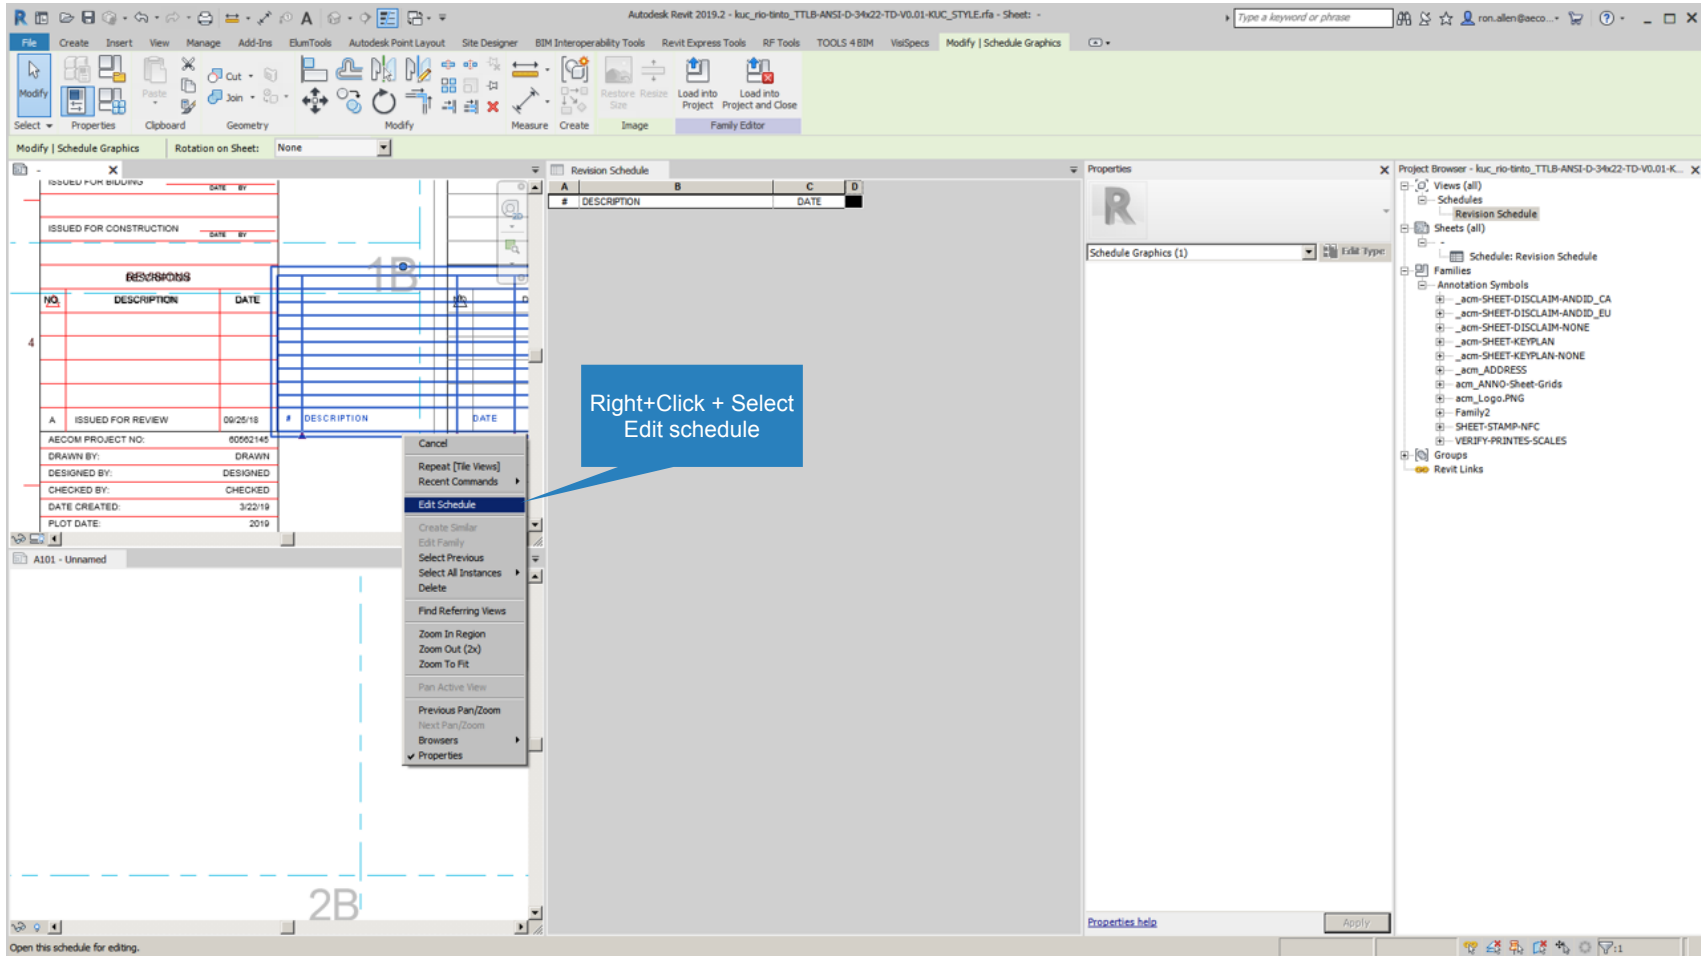 Autodesk Revit 2019.2 - kuc_rio-tinto_TTLB-ANSI-D-34x22-TD-V0.01-KUC_STYLE.rfa - Sheet: -
Type a keyword or phrase
ron.allen@aeco...
File Create Insert View Manage Add-Ins ElumTools Autodesk Point Layout Site Designer BIM Interoperability Tools Revit Express Tools RF Tools TOOLS 4 BIM VisiSpecs Modify | Schedule Graphics
Modify
Paste
Cut
Join
Restore Size
Resize
Load into Project
Load into Project and Close
Select Properties Clipboard Geometry Modify Measure Create Image Family Editor
Modify | Schedule Graphics Rotation on Sheet: None
-
ISSUED FOR BIDDING
DATE BY
ISSUED FOR CONSTRUCTION
DATE BY
1B
REVISIONS
NO. DESCRIPTION DATE
4
A ISSUED FOR REVIEW 09/25/18
# DESCRIPTION DATE
AECOM PROJECT NO: 60562145
DRAWN BY: DRAWN
DESIGNED BY: DESIGNED
CHECKED BY: CHECKED
DATE CREATED: 3/22/19
PLOT DATE: 2019
Cancel
Repeat [Tile Views]
Recent Commands
Edit Schedule
Create Similar
Edit Family
Select Previous
Select All Instances
Delete
Find Referring Views
Zoom In Region
Zoom Out (2x)
Zoom To Fit
Pan Active View
Previous Pan/Zoom
Next Pan/Zoom
Browsers
Properties
A101 - Unnamed
2B
Revision Schedule
A B C D
# DESCRIPTION DATE
Right+Click + Select
Edit schedule
Properties
R
Schedule Graphics (1)
Edit Type
Properties help
Apply
Project Browser - kuc_rio-tinto_TTLB-ANSI-D-34x22-TD-V0.01-K...
Views (all)
Schedules
Revision Schedule
Sheets (all)
-
Schedule: Revision Schedule
Families
Annotation Symbols
_acm-SHEET-DISCLAIM-ANDID_CA
_acm-SHEET-DISCLAIM-ANDID_EU
_acm-SHEET-DISCLAIM-NONE
_acm-SHEET-KEYPLAN
_acm-SHEET-KEYPLAN-NONE
_acm_ADDRESS
acm_ANNO-Sheet-Grids
acm_Logo.PNG
Family2
SHEET-STAMP-NFC
VERIFY-PRINTES-SCALES
Groups
Revit Links
Open this schedule for editing.
:1